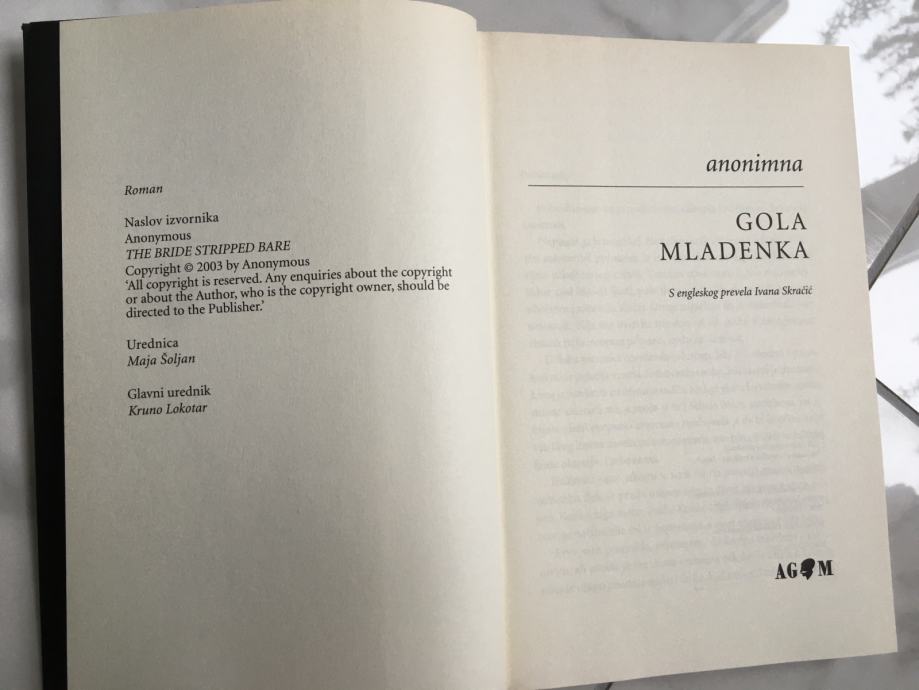 Roman
Naslov izvornika
Anonymous
THE BRIDE STRIPPED BARE
Copyright © 2003 by Anonymous
‘All copyright is reserved. Any enquiries about the copyright
or about the Author, who is the copyright owner, should be
directed to the Publisher.’
Urednica
Maja Šoljan
Glavni urednik
Kruno Lokotar
anonimna
GOLA
MLADENKA
S engleskog prevela Ivana Skračić
AGM